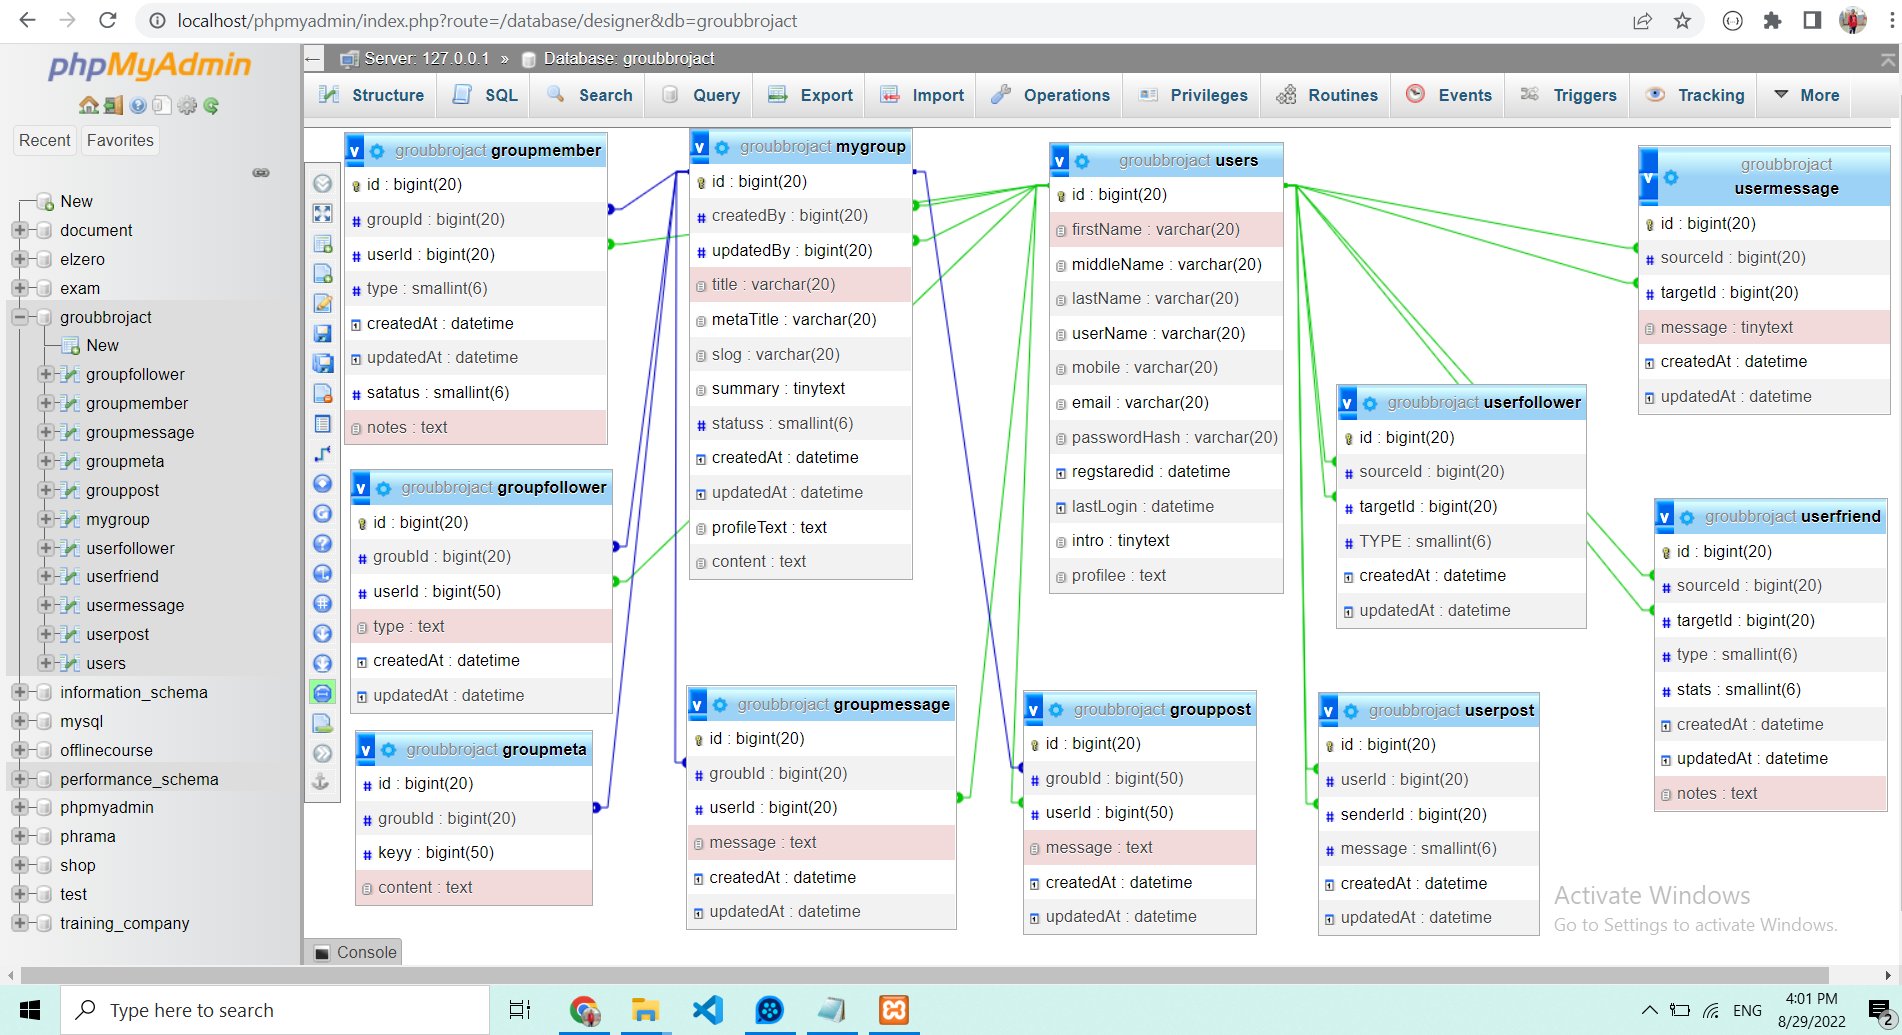 localhost/phpmyadmin/index.php?route=/database/designer&db=groubbrojact
phpMyAdmin
Recent
Favorites
New
document
elzero
exam
groubbrojact
New
groupfollower
groupmember
groupmessage
groupmeta
grouppost
mygroup
userfollower
userfriend
usermessage
userpost
users
information_schema
mysql
offlinecourse
performance_schema
phpmyadmin
phrama
shop
test
training_company
Server: 127.0.0.1 » Database: groubbrojact
Structure
SQL
Search
Query
Export
Import
Operations
Privileges
Routines
Events
Triggers
Tracking
More
v groubbrojact groupmember
id : bigint(20)
groupId : bigint(20)
userId : bigint(20)
type : smallint(6)
createdAt : datetime
updatedAt : datetime
satatus : smallint(6)
notes : text
v groubbrojact groupfollower
id : bigint(20)
groubId : bigint(20)
userId : bigint(50)
type : text
createdAt : datetime
updatedAt : datetime
v groubbrojact groupmeta
id : bigint(20)
groubId : bigint(20)
keyy : bigint(50)
content : text
v groubbrojact mygroup
id : bigint(20)
createdBy : bigint(20)
updatedBy : bigint(20)
title : varchar(20)
metaTitle : varchar(20)
slog : varchar(20)
summary : tinytext
statuss : smallint(6)
createdAt : datetime
updatedAt : datetime
profileText : text
content : text
v groubbrojact groupmessage
id : bigint(20)
groubId : bigint(20)
userId : bigint(20)
message : text
createdAt : datetime
updatedAt : datetime
v groubbrojact users
id : bigint(20)
firstName : varchar(20)
middleName : varchar(20)
lastName : varchar(20)
userName : varchar(20)
mobile : varchar(20)
email : varchar(20)
passwordHash : varchar(20)
regstaredid : datetime
lastLogin : datetime
intro : tinytext
profilee : text
v groubbrojact grouppost
id : bigint(20)
groubId : bigint(50)
userId : bigint(50)
message : text
createdAt : datetime
updatedAt : datetime
v groubbrojact userfollower
id : bigint(20)
sourceId : bigint(20)
targetId : bigint(20)
TYPE : smallint(6)
createdAt : datetime
updatedAt : datetime
v groubbrojact userpost
id : bigint(20)
userId : bigint(20)
senderId : bigint(20)
message : smallint(6)
createdAt : datetime
updatedAt : datetime
v groubbrojact
usermessage
id : bigint(20)
sourceId : bigint(20)
targetId : bigint(20)
message : tinytext
createdAt : datetime
updatedAt : datetime
v groubbrojact userfriend
id : bigint(20)
sourceId : bigint(20)
targetId : bigint(20)
type : smallint(6)
stats : smallint(6)
createdAt : datetime
updatedAt : datetime
notes : text
Activate Windows
Go to Settings to activate Windows.
Console
Type here to search
ENG
4:01 PM
8/29/2022
2